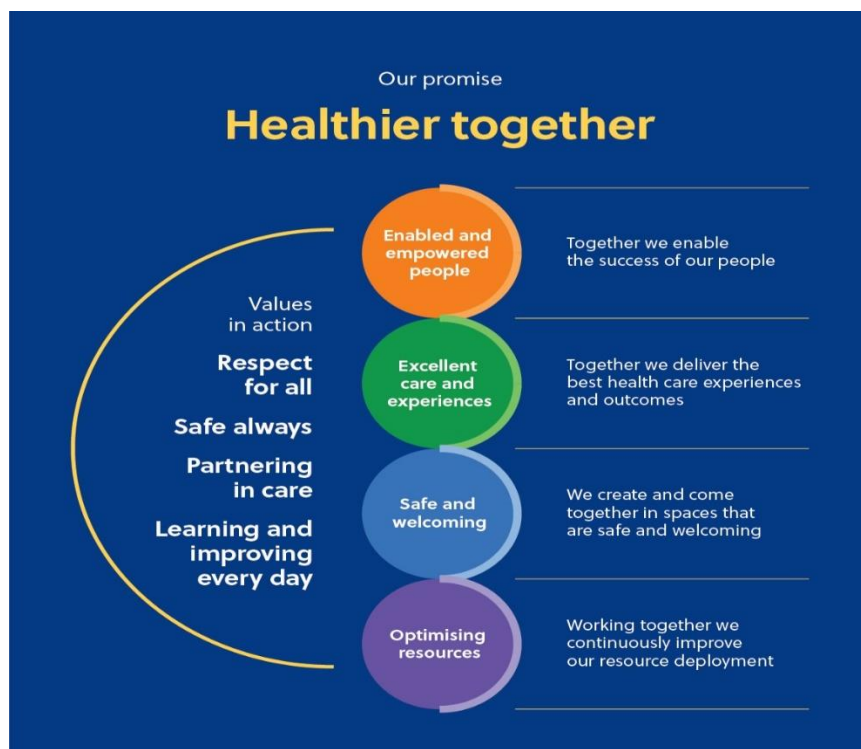 Our promise
Healthier together
Values
in action
Respect
for all
Safe always
Partnering
in care
Learning and
improving
every day
Enabled and
empowered
people
Together we enable
the success of our people
Excellent
care and
experiences
Together we deliver the
best health care experiences
and outcomes
Safe and
welcoming
We create and come
together in spaces that
are safe and welcoming
Optimising
resources
Working together we
continuously improve
our resource deployment